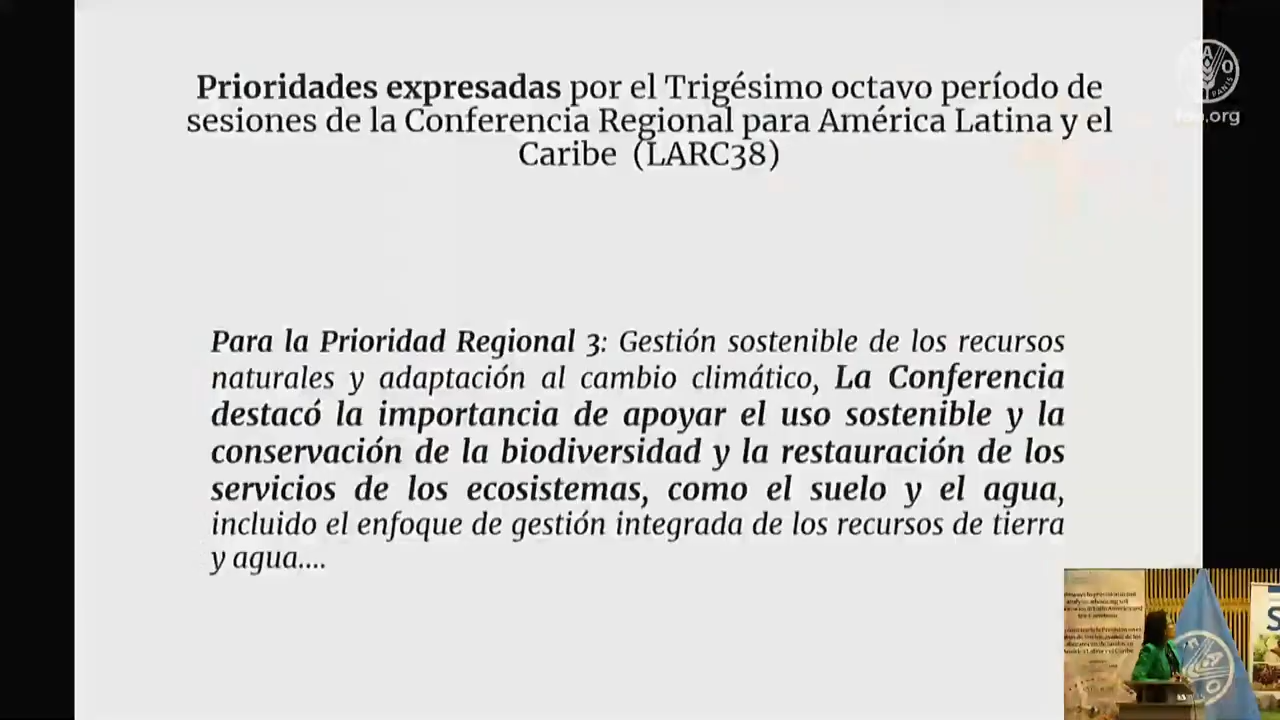 Prioridades expresadas por el Trigésimo octavo período de
sesiones de la Conferencia Regional para América Latina y el
Caribe (LARC38)
fao.org
Para la Prioridad Regional 3: Gestión sostenible de los recursos
naturales y adaptación al cambio climático, La Conferencia
destacó la importancia de apoyar el uso sostenible y la
conservación de la biodiversidad y la restauración de los
servicios de los ecosistemas, como el suelo y el agua,
incluido el enfoque de gestión integrada de los recursos de tierra
y agua....